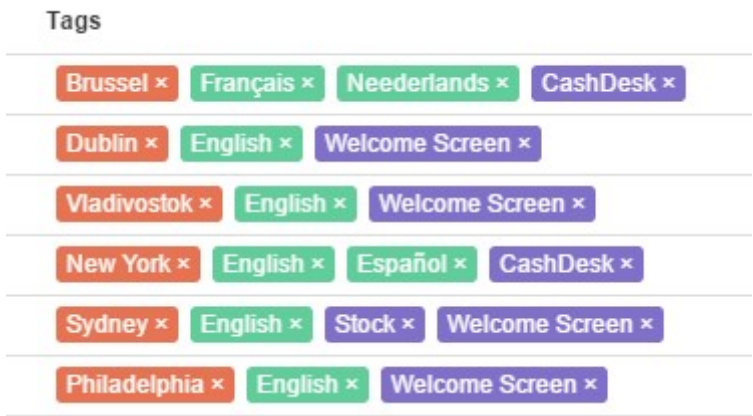 Tags
Brussel × Français × Neederlands × CashDesk ×
Dublin × English × Welcome Screen ×
Vladivostok × English × Welcome Screen ×
New York × English × Español × CashDesk ×
Sydney × English × Stock × Welcome Screen ×
Philadelphia × English × Welcome Screen ×